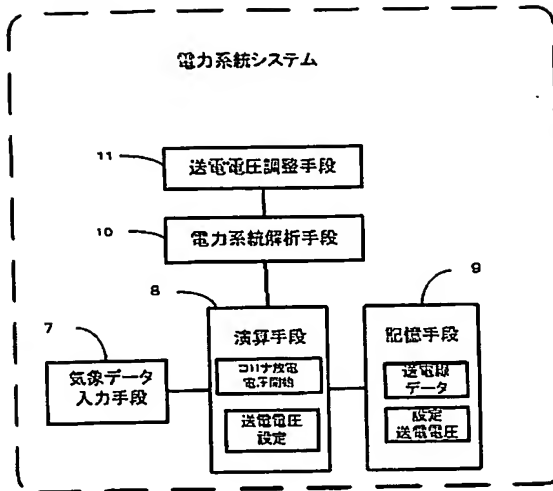 電力系統システム
11
送電電圧調整手段
10
電力系統解析手段
8
9
7
演算手段
記憶手段
気象データ
入力手段
コロナ放電
開始
送電電圧
設定
送電線
データ
設定
送電電圧